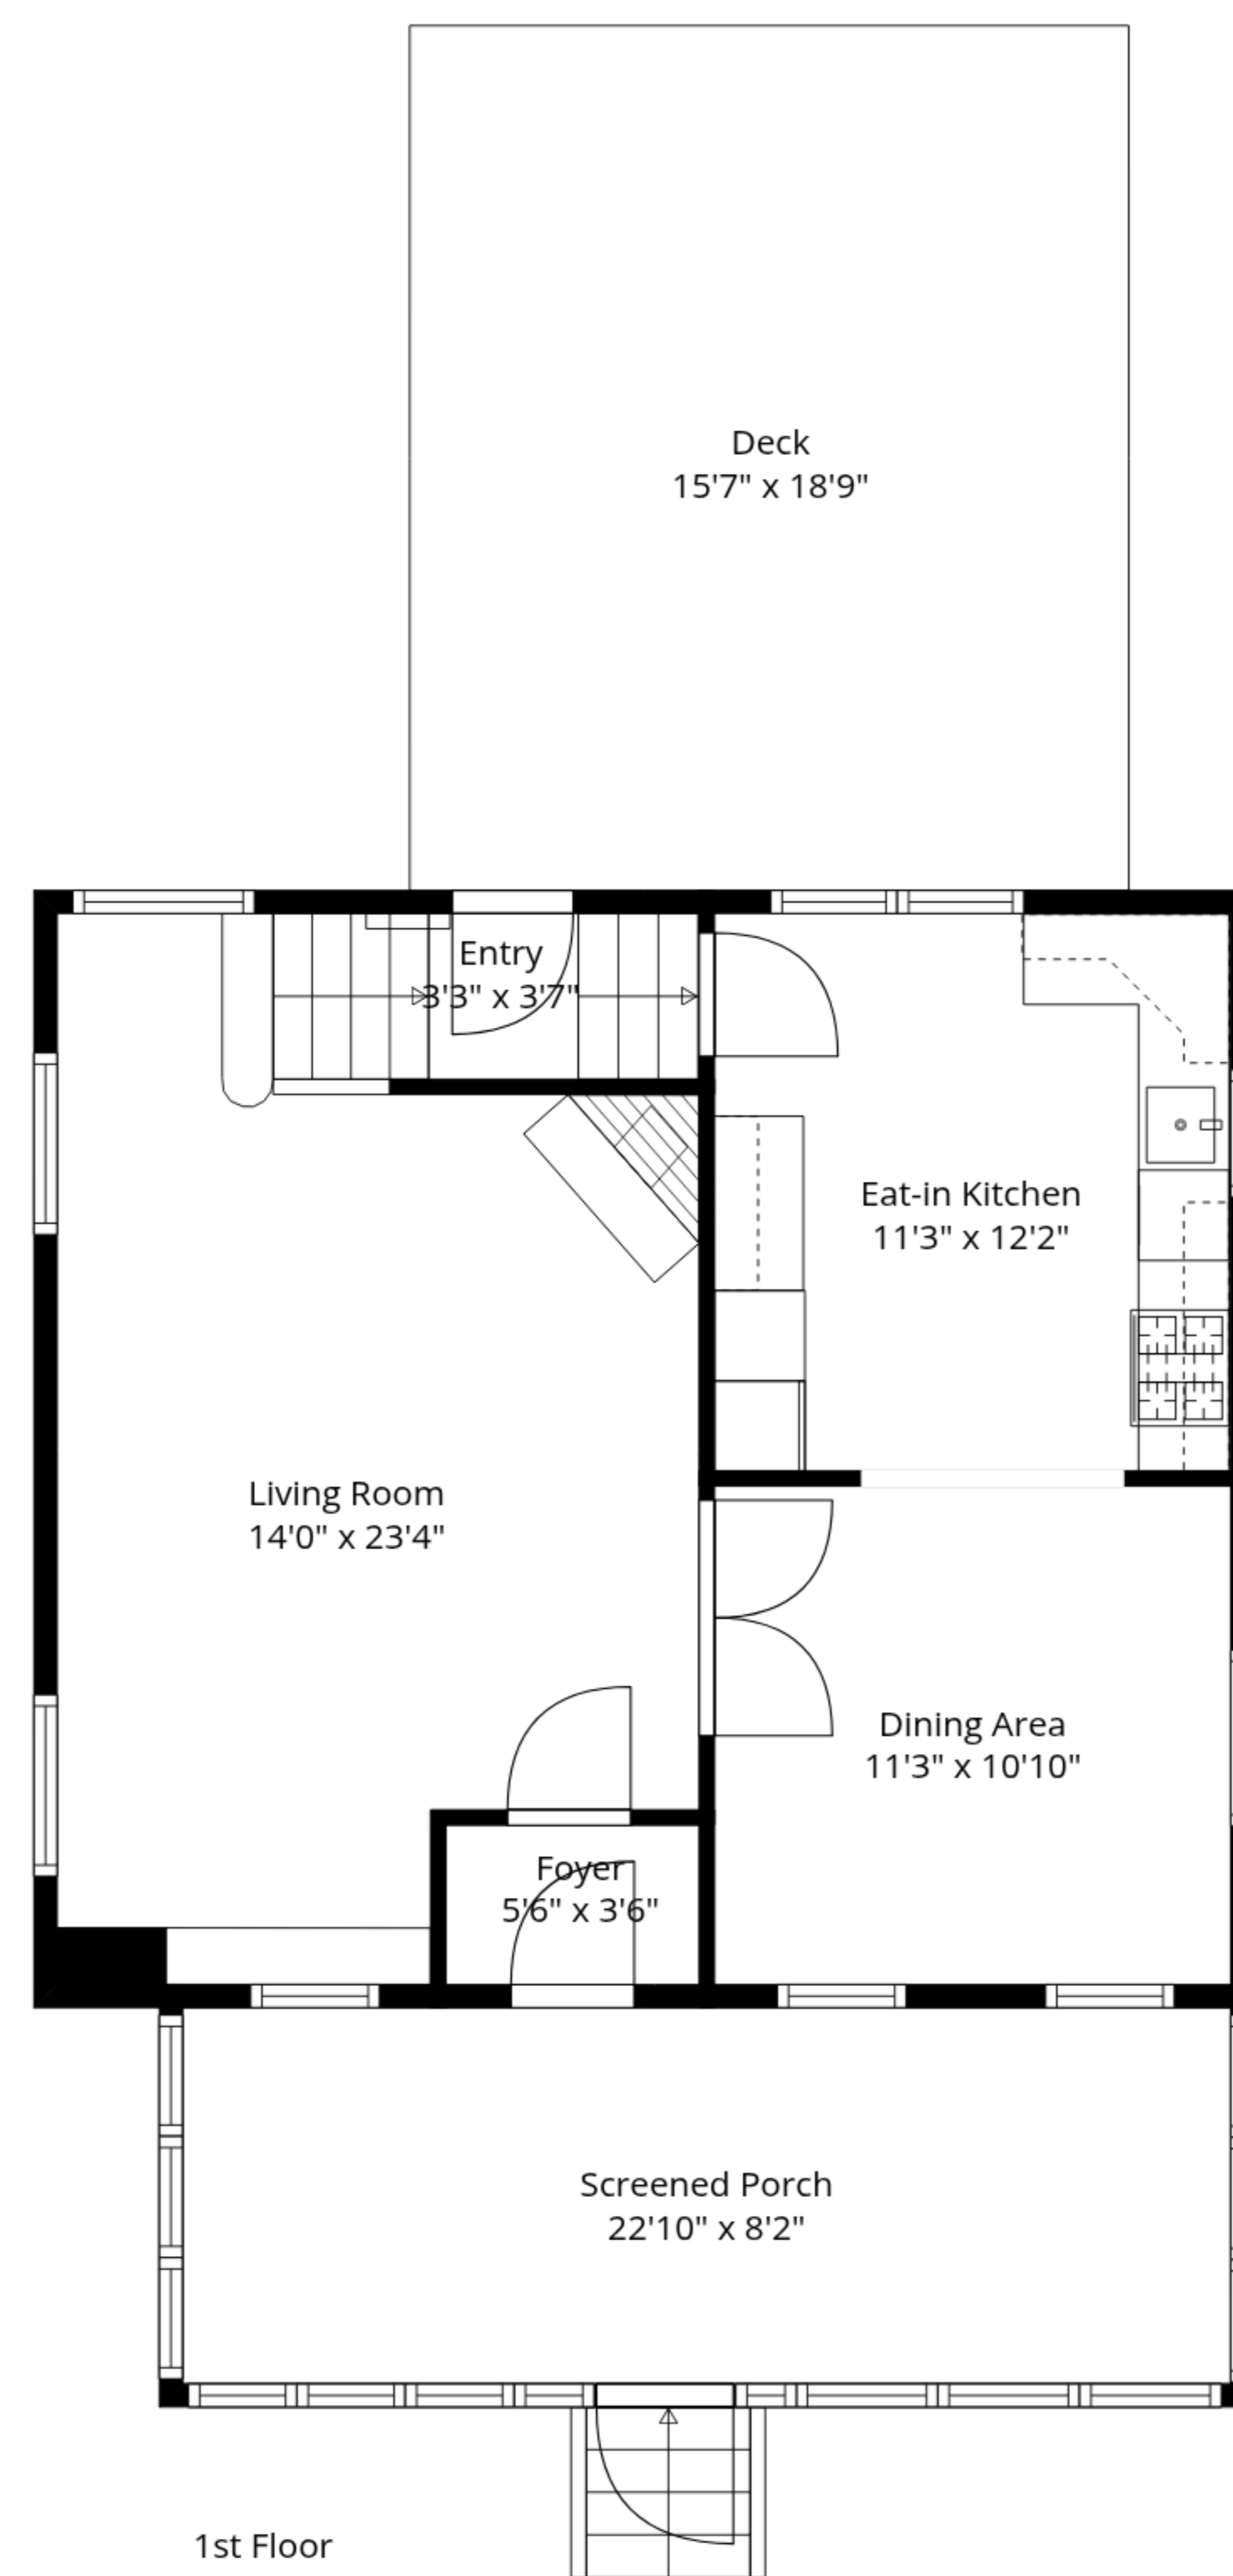 Deck
15'7" x 18'9"
Entry
3'3" x 3'7"
Eat-in Kitchen
11'3" x 12'2"
Living Room
14'0" x 23'4"
Dining Area
11'3" x 10'10"
Foyer
5'6" x 3'6"
Screened Porch
22'10" x 8'2"
1st Floor